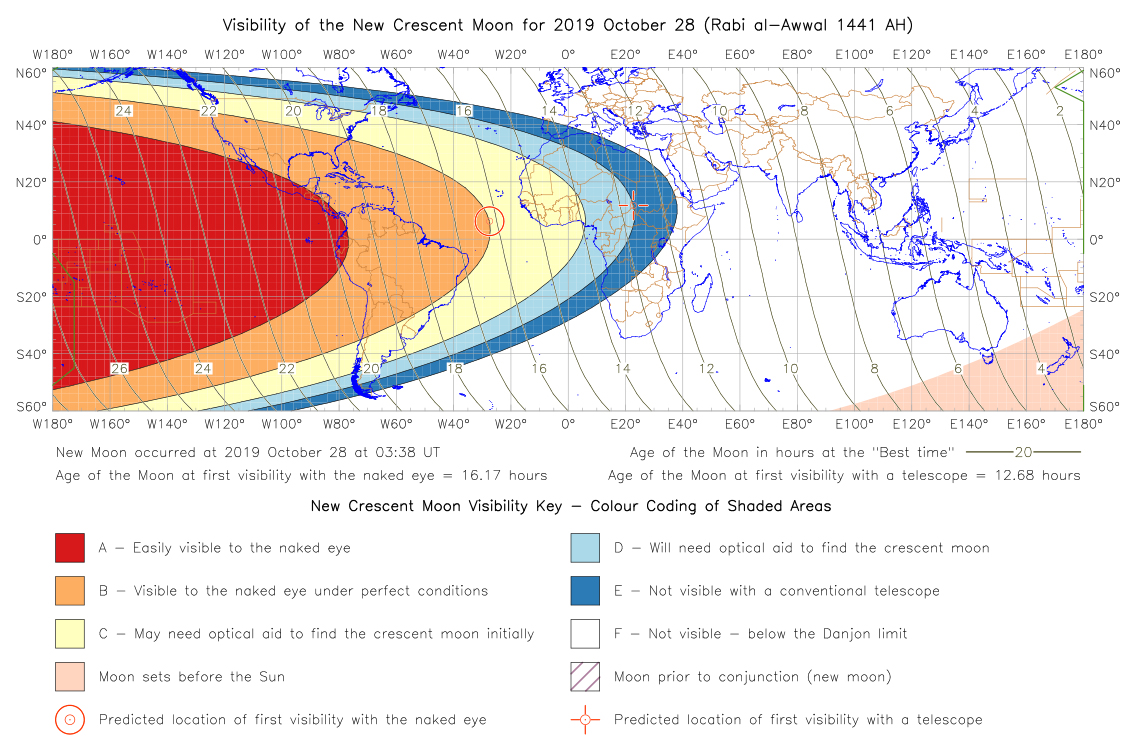 Visibility of the New Crescent Moon for 2019 October 28 (Rabi al-Awwal 1441 AH)
W180° W160° W140° W120° W100° W80° W60° W40° W20° 0° E20° E40° E60° E80° E100° E120° E140° E160° E180°
N60° N60°
24 22 20 18 16 14 12 10 8 6 2
N40° N40°
N20° N20°
0° 0°
S20° S20°
S40° S40°
26 24 22 20 18 16 14 12 10 8 6 4
S60° S60°
W180° W160° W140° W120° W100° W80° W60° W40° W20° 0° E20° E40° E60° E80° E100° E120° E140° E160° E180°
New Moon occurred at 2019 October 28 at 03:38 UT
Age of the Moon in hours at the "Best time" 20
Age of the Moon at first visibility with the naked eye = 16.17 hours
Age of the Moon at first visibility with a telescope = 12.68 hours
New Crescent Moon Visibility Key – Colour Coding of Shaded Areas
A – Easily visible to the naked eye
D – Will need optical aid to find the crescent moon
B – Visible to the naked eye under perfect conditions
E – Not visible with a conventional telescope
C – May need optical aid to find the crescent moon initially
F – Not visible – below the Danjon limit
Moon sets before the Sun
Moon prior to conjunction (new moon)
Predicted location of first visibility with the naked eye
Predicted location of first visibility with a telescope